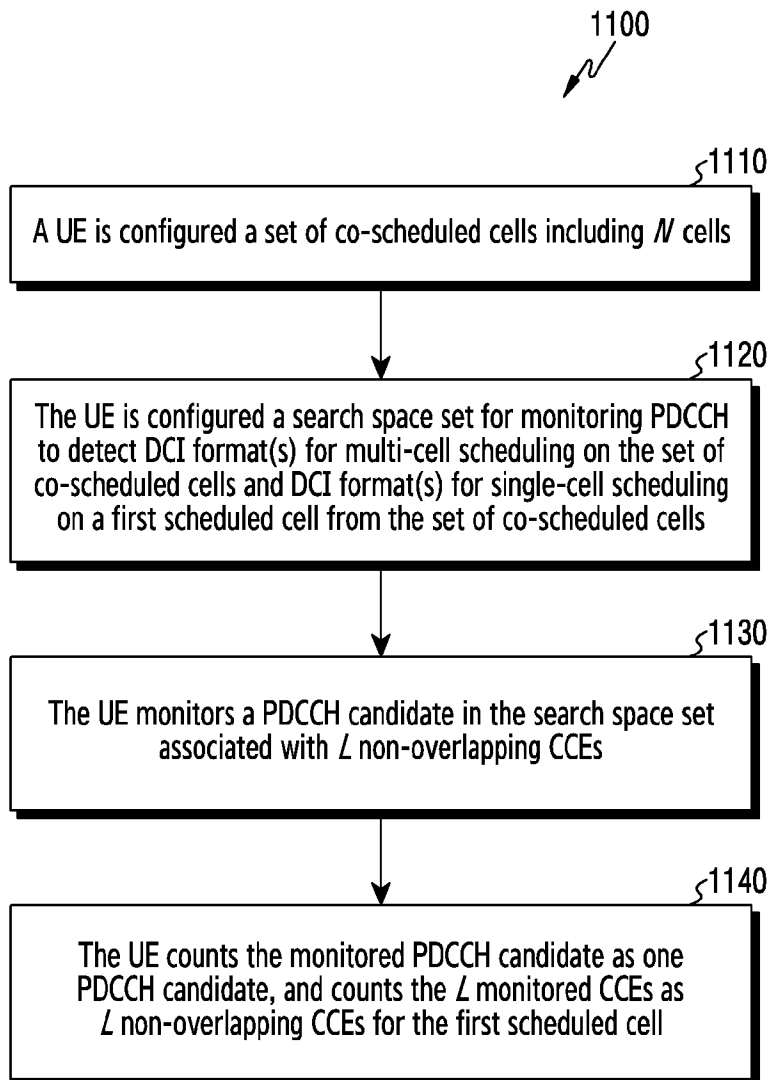 1100
1110
A UE is configured a set of co-scheduled cells including N cells
1120
The UE is configured a search space set for monitoring PDCCH
to detect DCI format(s) for multi-cell scheduling on the set of
co-scheduled cells and DCI format(s) for single-cell scheduling
on a first scheduled cell from the set of co-scheduled cells
1130
The UE monitors a PDCCH candidate in the search space set
associated with L non-overlapping CCEs
1140
The UE counts the monitored PDCCH candidate as one
PDCCH candidate, and counts the L monitored CCEs as
L non-overlapping CCEs for the first scheduled cell